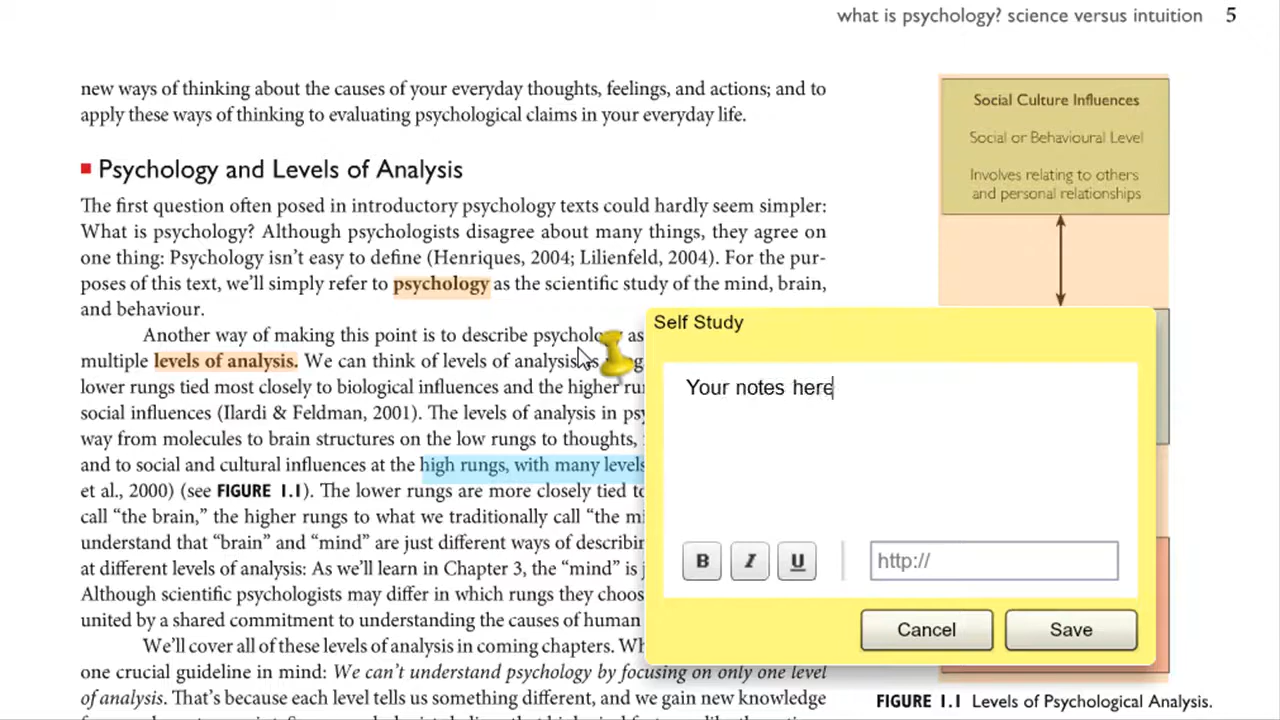 what is psychology? science versus intuition 5
new ways of thinking about the causes of your everyday thoughts, feelings, and actions; and to
apply these ways of thinking to evaluating psychological claims in your everyday life.
Psychology and Levels of Analysis
The first question often posed in introductory psychology texts could hardly seem simpler:
What is psychology? Although psychologists disagree about many things, they agree on
one thing: Psychology isn't easy to define (Henriques, 2004; Lilienfeld, 2004). For the pur-
poses of this text, we'll simply refer to psychology as the scientific study of the mind, brain,
and behaviour.
Another way of making this point is to describe psychology as
multiple levels of analysis. We can think of levels of analysis
lower rungs tied most closely to biological influences and the higher
social influences (Ilardi & Feldman, 2001). The levels of analysis in
way from molecules to brain structures on the low rungs to thoughts,
and to social and cultural influences at the high rungs, with many levels
et al., 2000) (see FIGURE 1.1). The lower rungs are more closely tied
call “the brain,” the higher rungs to what we traditionally call “the
understand that “brain” and “mind” are just different ways of
at different levels of analysis: As we'll learn in Chapter 3, the “mind” is
Although scientific psychologists may differ in which rungs they
united by a shared commitment to understanding the causes of human
We'll cover all of these levels of analysis in coming chapters.
one crucial guideline in mind: We can't understand psychology by focusing on only one level
of analysis. That's because each level tells us something different, and we gain new knowledge
Social Culture Influences
Social or Behavioural Level
Involves relating to others
and personal relationships
Self Study
Your notes here
B I U http://
Cancel Save
FIGURE 1.1 Levels of Psychological Analysis.